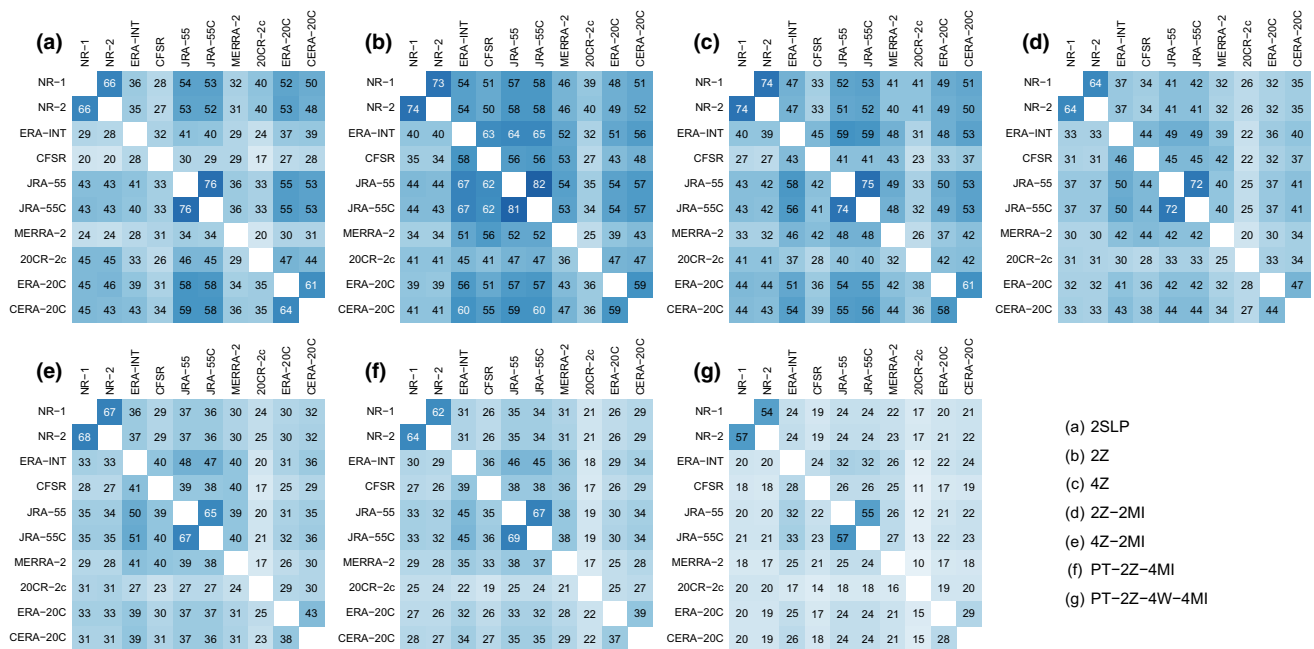 (a)
NR−1 NR−2 ERA−INT CFSR JRA−55 JRA−55C MERRA−2 20CR−2c ERA−20C CERA−20C
NR−1 66 36 28 54 53 32 40 52 50
NR−2 66 35 27 53 52 31 40 53 48
ERA−INT 29 28 32 41 40 29 24 37 39
CFSR 20 20 28 30 29 29 17 27 28
JRA−55 43 43 41 33 76 36 33 55 53
JRA−55C 43 43 40 33 76 36 33 55 53
MERRA−2 24 24 28 31 34 34 20 30 31
20CR−2c 45 45 33 26 46 45 29 47 44
ERA−20C 45 46 39 31 58 58 34 35 61
CERA−20C 45 43 43 34 59 58 36 35 64
(b)
NR−1 NR−2 ERA−INT CFSR JRA−55 JRA−55C MERRA−2 20CR−2c ERA−20C CERA−20C
NR−1 73 54 51 57 58 46 39 48 51
NR−2 74 54 50 58 58 46 40 49 52
ERA−INT 40 40 63 64 65 52 32 51 56
CFSR 35 34 58 56 56 53 27 43 48
JRA−55 44 44 67 62 82 54 35 54 57
JRA−55C 44 43 67 62 81 53 34 54 57
MERRA−2 34 34 51 56 52 52 25 39 43
20CR−2c 41 41 45 41 47 47 36 47 47
ERA−20C 39 39 56 51 57 57 43 36 59
CERA−20C 41 41 60 55 59 60 47 36 59
(c)
NR−1 NR−2 ERA−INT CFSR JRA−55 JRA−55C MERRA−2 20CR−2c ERA−20C CERA−20C
NR−1 74 47 33 52 53 40 41 50 51
NR−2 74 47 33 51 52 40 41 49 50
ERA−INT 40 39 45 59 59 48 31 48 53
CFSR 27 27 43 41 41 43 23 33 37
JRA−55 43 42 58 42 75 49 33 50 53
JRA−55C 43 42 56 41 74 48 32 49 53
MERRA−2 33 32 46 42 48 48 26 37 42
20CR−2c 41 41 37 28 40 40 32 42 42
ERA−20C 44 44 51 36 54 54 42 38 61
CERA−20C 44 43 54 39 55 56 46 38 58
(d)
NR−1 NR−2 ERA−INT CFSR JRA−55 JRA−55C MERRA−2 20CR−2c ERA−20C CERA−20C
NR−1 64 37 34 41 42 32 26 32 35
NR−2 64 37 34 41 41 32 26 32 35
ERA−INT 33 33 44 49 49 39 22 36 40
CFSR 31 31 46 45 45 42 22 32 37
JRA−55 37 37 50 44 72 40 25 37 41
JRA−55C 37 37 50 44 72 40 25 37 41
MERRA−2 30 30 42 42 44 44 20 30 34
20CR−2c 31 30 30 28 33 33 25 33 34
ERA−20C 32 32 41 36 42 42 32 28 47
CERA−20C 33 33 43 38 44 44 34 27 44
(e)
NR−1 NR−2 ERA−INT CFSR JRA−55 JRA−55C MERRA−2 20CR−2c ERA−20C CERA−20C
NR−1 67 36 29 37 36 30 24 30 32
NR−2 68 37 29 37 36 30 25 30 32
ERA−INT 33 33 40 48 47 40 20 31 36
CFSR 28 27 41 39 38 40 17 25 29
JRA−55 35 34 50 39 65 39 20 31 35
JRA−55C 35 35 51 40 67 40 21 32 36
MERRA−2 29 28 41 40 39 38 17 26 30
20CR−2c 31 31 27 23 27 27 24 29 30
ERA−20C 33 33 39 30 37 37 31 25 43
CERA−20C 31 31 39 31 37 36 31 23 38
(f)
NR−1 NR−2 ERA−INT CFSR JRA−55 JRA−55C MERRA−2 20CR−2c ERA−20C CERA−20C
NR−1 62 31 26 35 34 31 21 26 29
NR−2 64 31 26 35 34 31 21 26 29
ERA−INT 30 29 36 46 45 36 18 29 34
CFSR 27 26 39 38 38 36 17 26 29
JRA−55 33 32 45 35 67 38 19 30 34
JRA−55C 33 32 45 36 69 38 19 30 34
MERRA−2 29 28 35 33 38 37 17 25 28
20CR−2c 25 24 22 19 25 24 21 25 27
ERA−20C 27 26 32 26 33 32 28 22 39
CERA−20C 28 27 34 27 35 35 29 22 37
(g)
NR−1 NR−2 ERA−INT CFSR JRA−55 JRA−55C MERRA−2 20CR−2c ERA−20C CERA−20C
NR−1 54 24 19 24 24 22 17 20 21
NR−2 57 24 19 24 24 23 17 21 22
ERA−INT 20 20 24 32 32 26 12 22 24
CFSR 18 18 28 26 26 25 11 17 19
JRA−55 20 20 32 22 55 26 12 21 22
JRA−55C 21 21 33 23 57 27 13 22 23
MERRA−2 18 17 25 21 26 24 10 17 18
20CR−2c 20 20 17 14 18 18 16 19 20
ERA−20C 20 19 25 17 24 24 20 15 29
CERA−20C 20 19 26 18 24 24 21 15 28
(a) 2SLP
(b) 2Z
(c) 4Z
(d) 2Z−2MI
(e) 4Z−2MI
(f) PT−2Z−4MI
(g) PT−2Z−4W−4MI